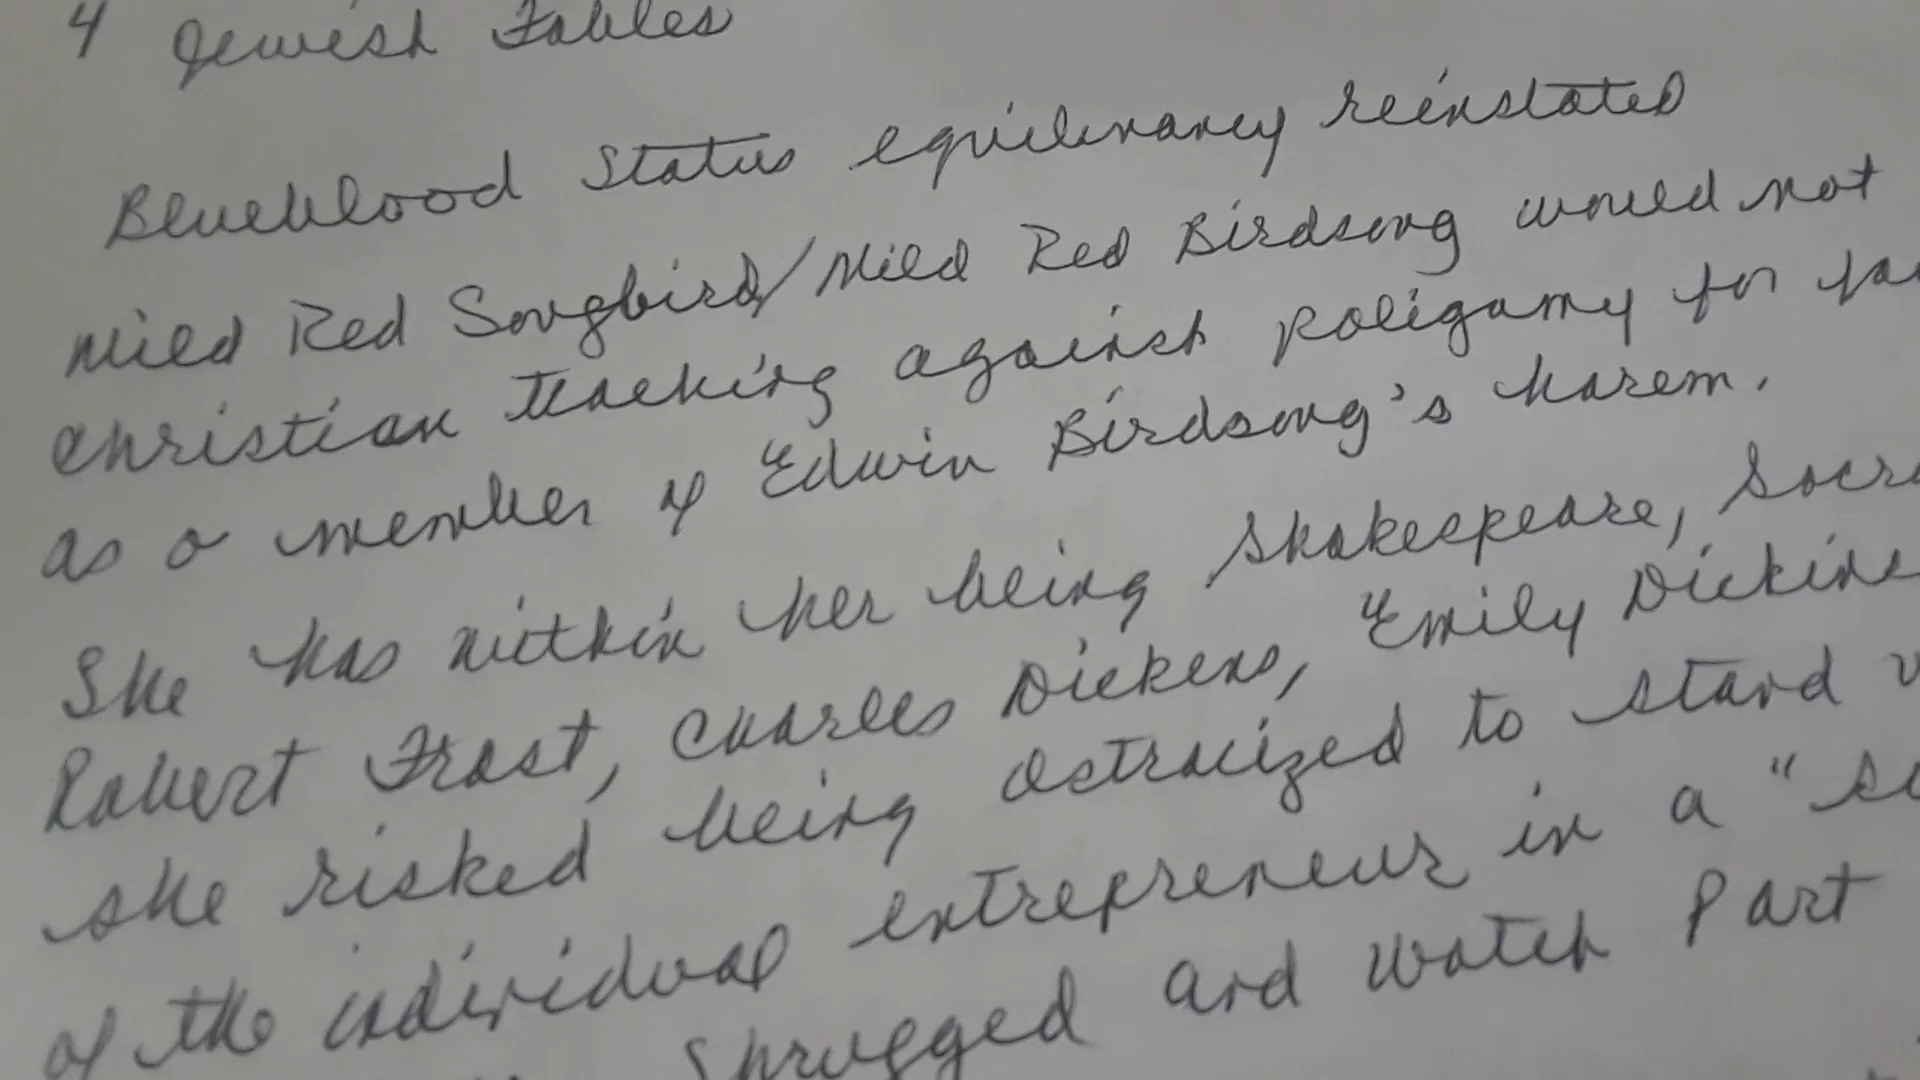 4 Jewish Fables
Blueblood Status equilivancy reinstated
Mild Red Songbird/Mild Red Birdsong would not
Christian teaching against poligamy for
as a member of Edwin Birdsong's harem.
She has within her being Shakespeare,
Robert Frost, Charles Dickens, Emily
she risked being ostracized to stand
of the individual entrepreneur in a "
Shrugged and Watch Part